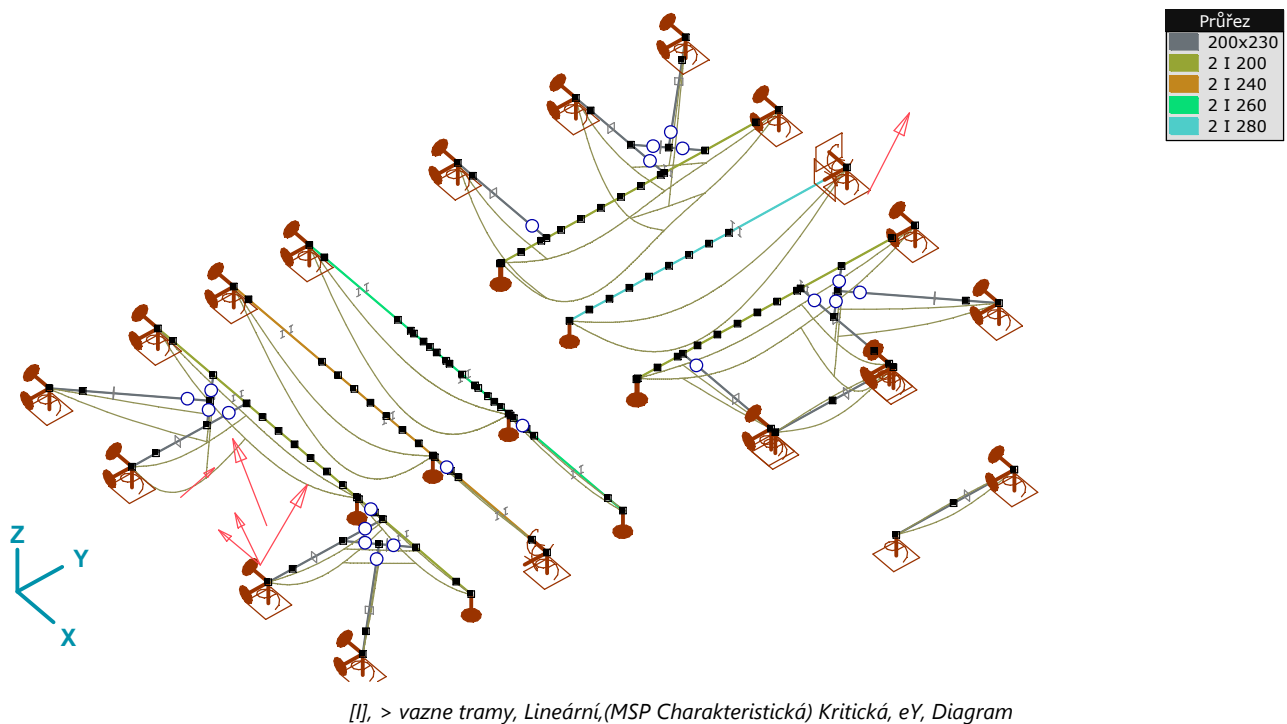 Průřez
200x230
2 I 200
2 I 240
2 I 260
2 I 280
Z
Y
X
[I], > vazne tramy, Lineární,(MSP Charakteristická) Kritická, eY, Diagram